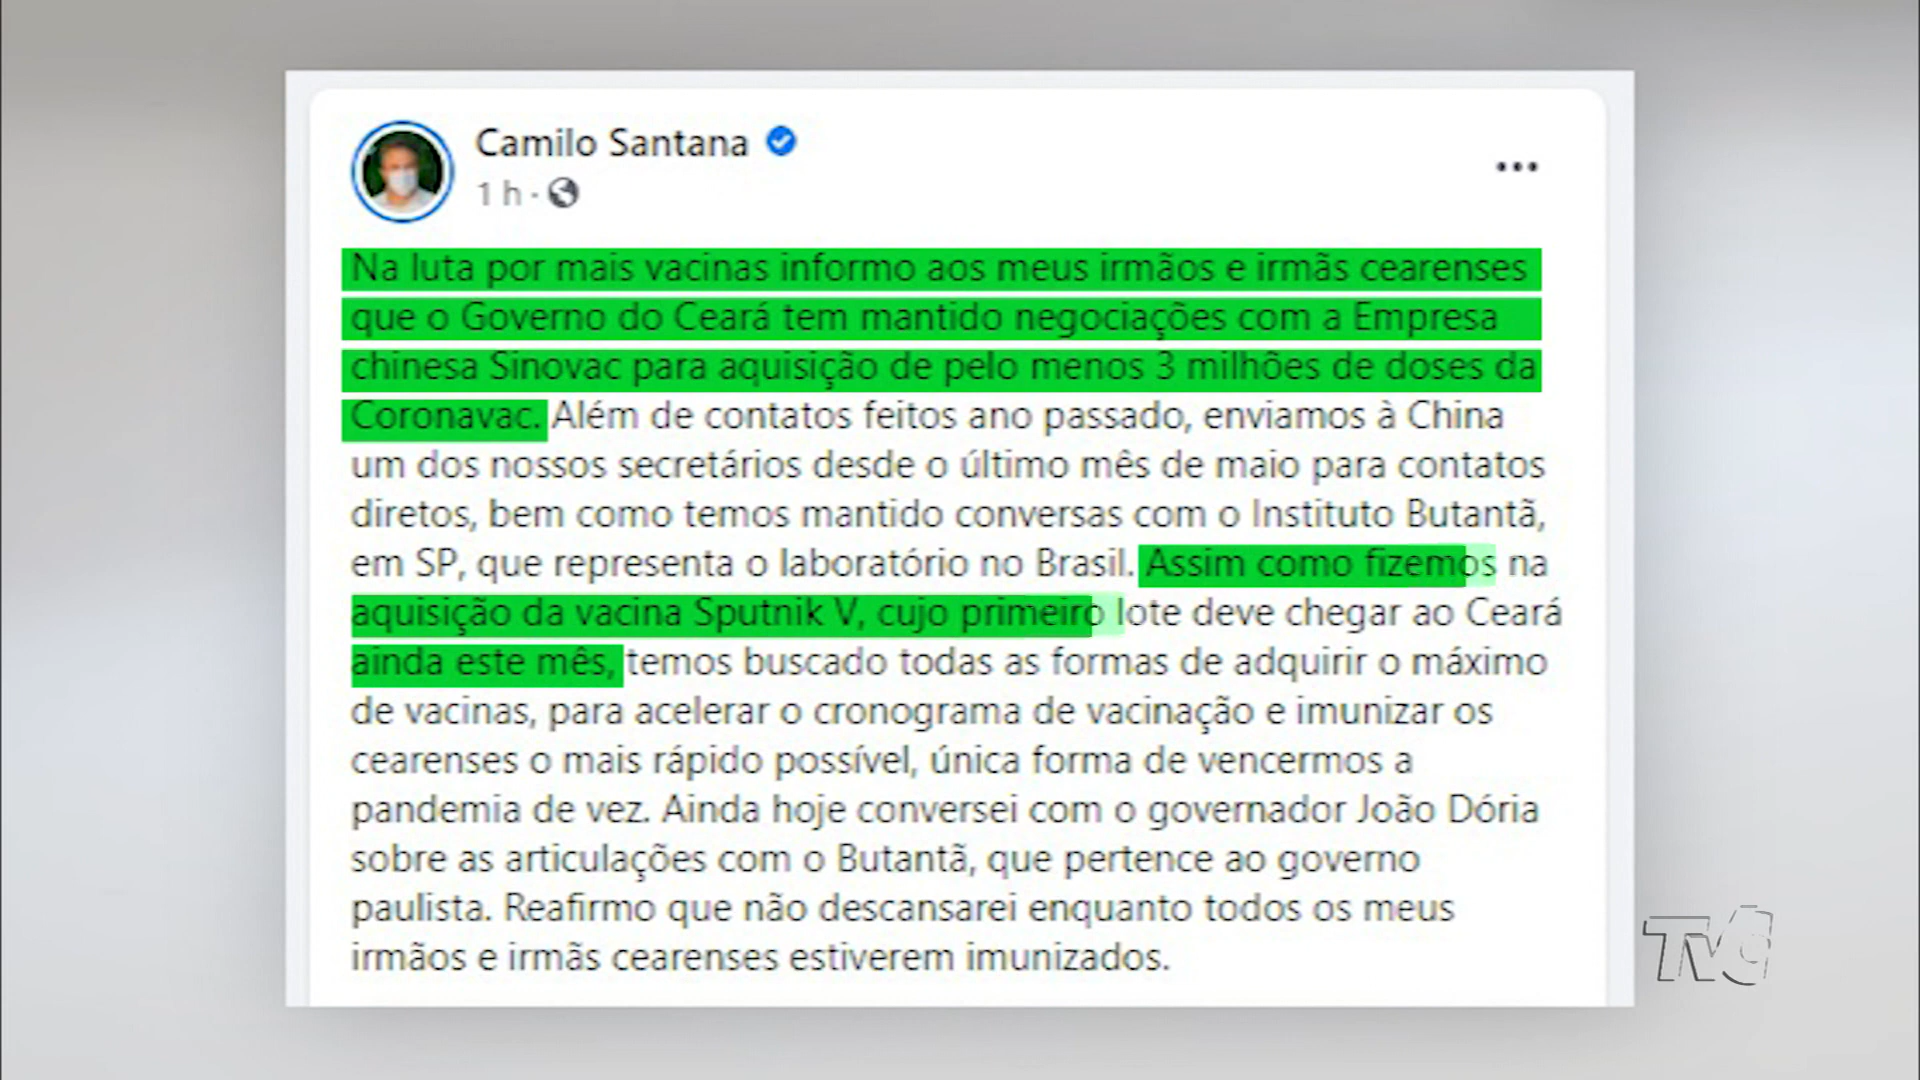 Camilo Santana
1 h ·
Na luta por mais vacinas informo aos meus irmãos e irmãs cearenses
que o Governo do Ceará tem mantido negociações com a Empresa
chinesa Sinovac para aquisição de pelo menos 3 milhões de doses da
Coronavac. Além de contatos feitos ano passado, enviamos à China
um dos nossos secretários desde o último mês de maio para contatos
diretos, bem como temos mantido conversas com o Instituto Butantã,
em SP, que representa o laboratório no Brasil. Assim como fizemos na
aquisição da vacina Sputnik V, cujo primeiro lote deve chegar ao Ceará
ainda este mês, temos buscado todas as formas de adquirir o máximo
de vacinas, para acelerar o cronograma de vacinação e imunizar os
cearenses o mais rápido possível, única forma de vencermos a
pandemia de vez. Ainda hoje conversei com o governador João Dória
sobre as articulações com o Butantã, que pertence ao governo
paulista. Reafirmo que não descansarei enquanto todos os meus
irmãos e irmãs cearenses estiverem imunizados.
TVC